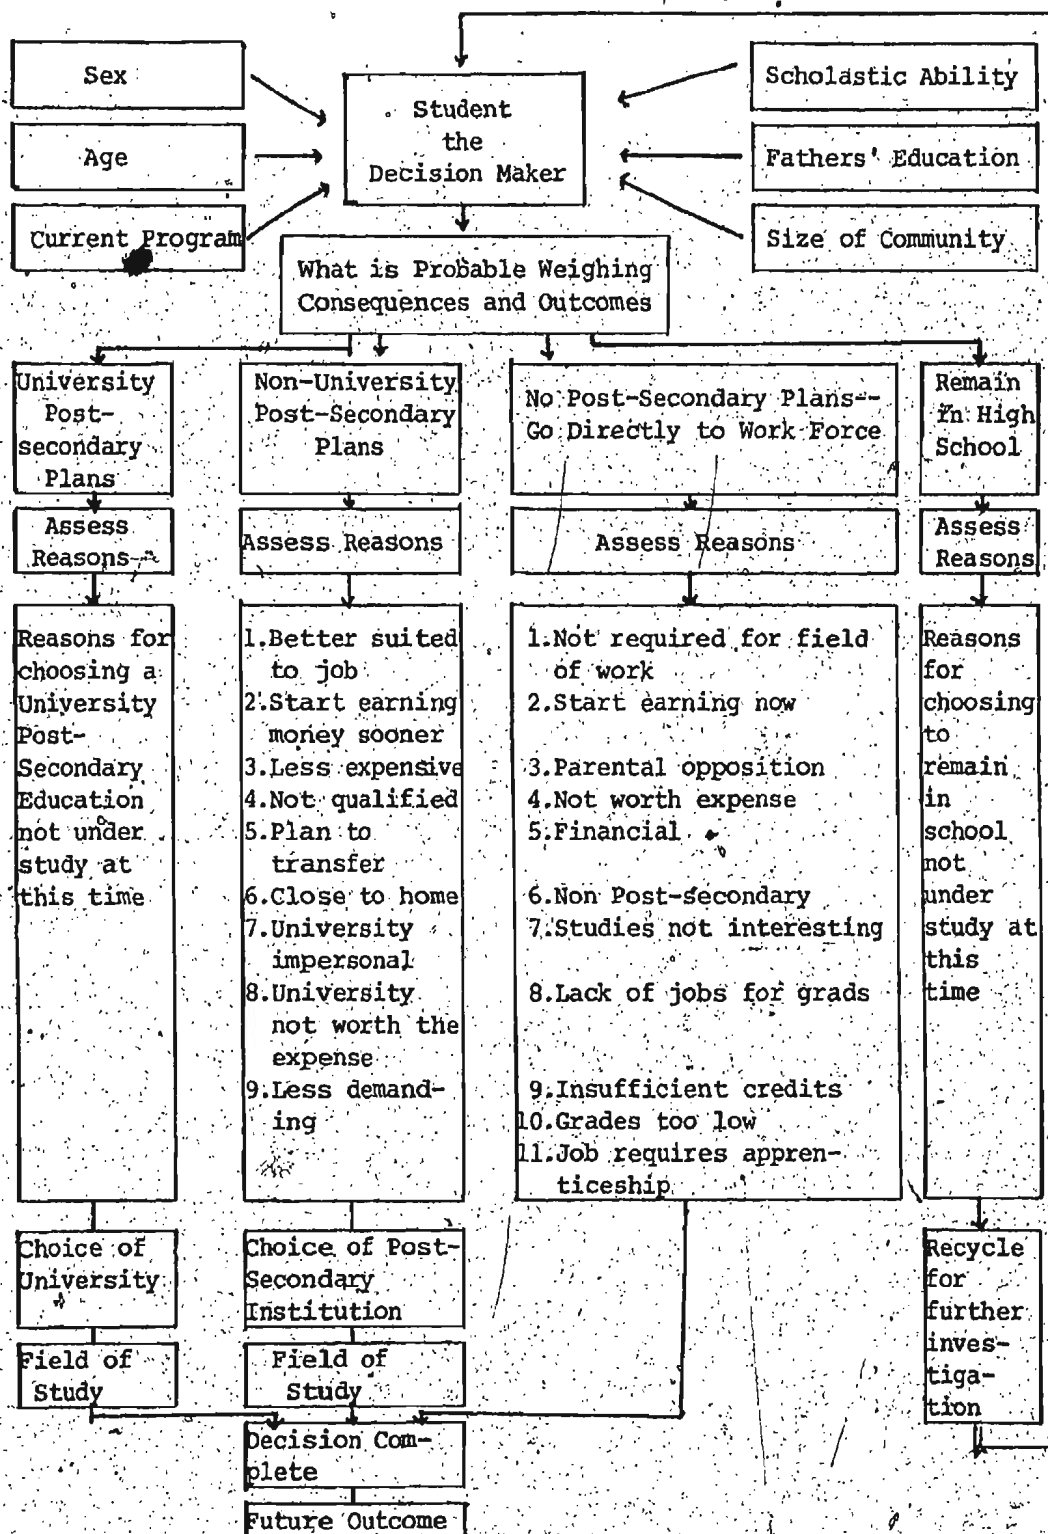 Sex
Age
Current Program
Student
the
Decision Maker
Scholastic Ability
Fathers' Education
Size of Community
What is Probable Weighing
Consequences and Outcomes
University
Post-
secondary
Plans
Non-University
Post-Secondary
Plans
No Post-Secondary Plans--
Go Directly to Work Force
Remain
in High
School
Assess
Reasons
Assess Reasons
Assess Reasons
Assess
Reasons
Reasons for
choosing a
University
Post-
Secondary
Education
not under
study at
this time
1.Better suited
to job
2.Start earning
money sooner
3.Less expensive
4.Not qualified
5.Plan to
transfer
6.Close to home
7.University
impersonal
8.University
not worth the
expense
9.Less demand-
ing
1.Not required for field
of work
2.Start earning now
3.Parental opposition
4.Not worth expense
5.Financial
6.Non Post-secondary
7.Studies not interesting
8.Lack of jobs for grads
9.Insufficient credits
10.Grades too low
11.Job requires appren-
ticeship
Reasons
for
choosing
to
remain
in
school
not
under
study at
this
time
Choice of
University
Choice of Post-
Secondary
Institution
Recycle
for
further
inves-
tiga-
tion
Field of
Study
Field of
Study
Decision Com-
plete
Future Outcome